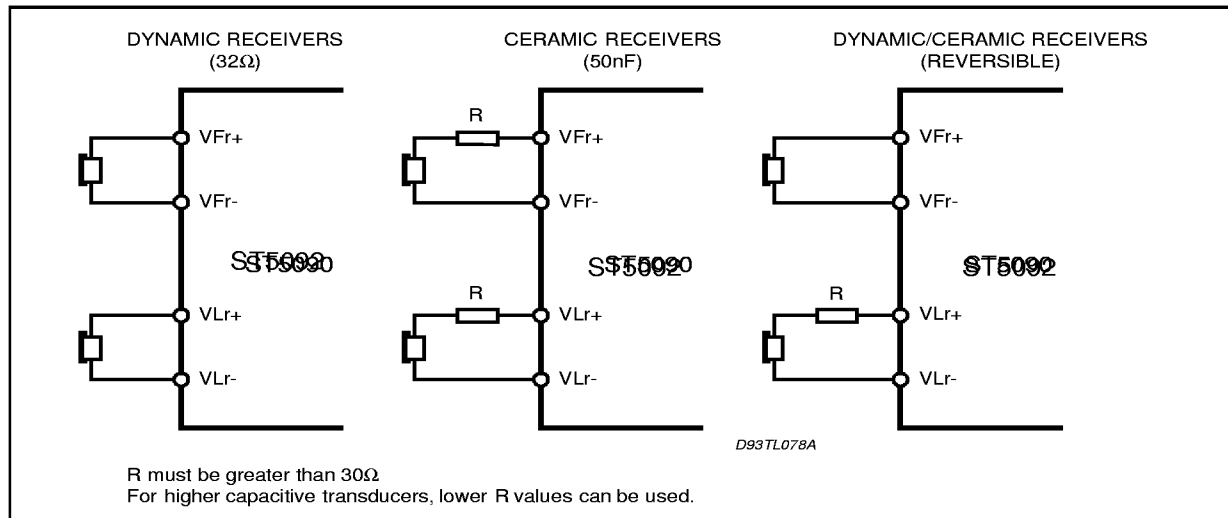 DYNAMIC RECEIVERS
(32Ω)
R
VFr+
VFr-
VLr+
VLr-
CERAMIC RECEIVERS
(50nF)
R
VFr+
VFr-
R
VLr+
VLr-
DYNAMIC/CERAMIC RECEIVERS
(REVERSIBLE)
VFr+
VFr-
R
VLr+
VLr-
D93TL078A
R must be greater than 30Ω
For higher capacitive transducers, lower R values can be used.